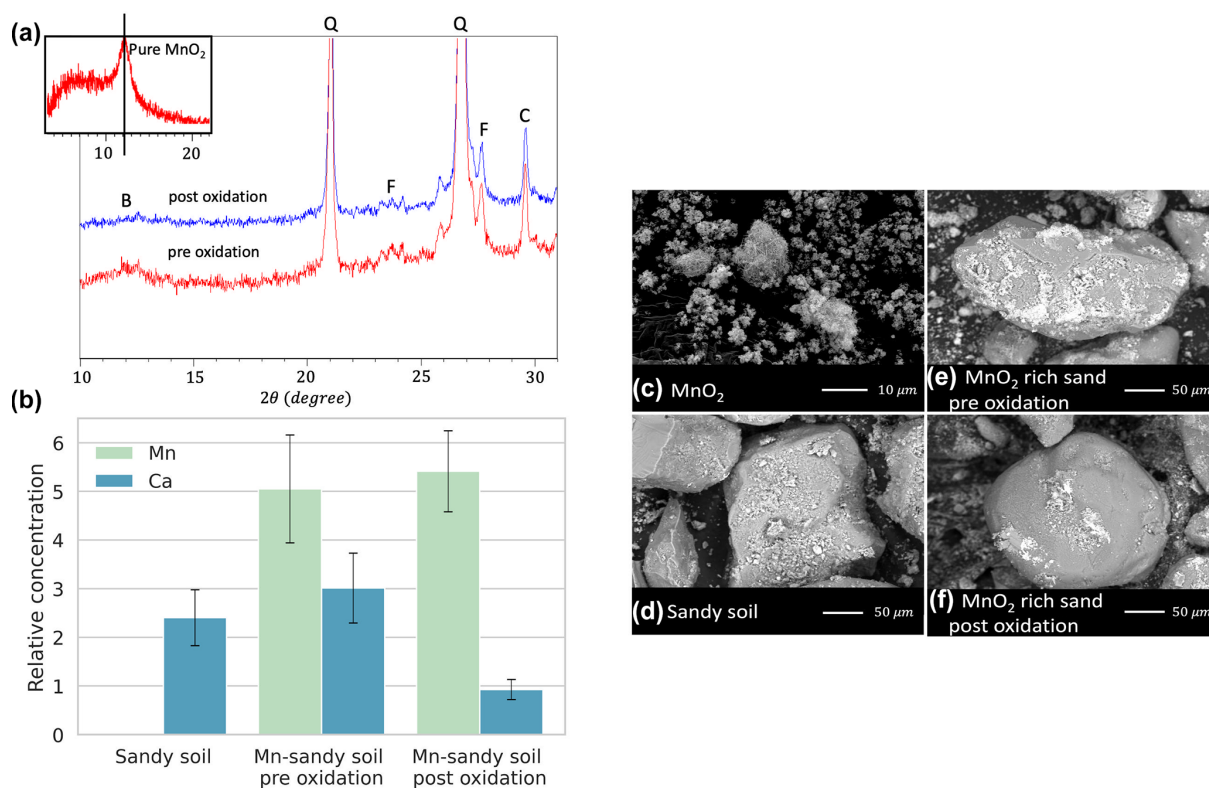 (a)
Pure MnO₂
10 20
Q Q
F C
B post oxidation F
pre oxidation
10 15 20 25 30
2θ (degree)
(b)
Relative concentration
6
5
4
3
2
1
0
Mn
Ca
Sandy soil
Mn-sandy soil
pre oxidation
Mn-sandy soil
post oxidation
(c) MnO₂
10 μm
(e) MnO₂ rich sand
pre oxidation
50 μm
(d) Sandy soil
50 μm
(f) MnO₂ rich sand
post oxidation
50 μm